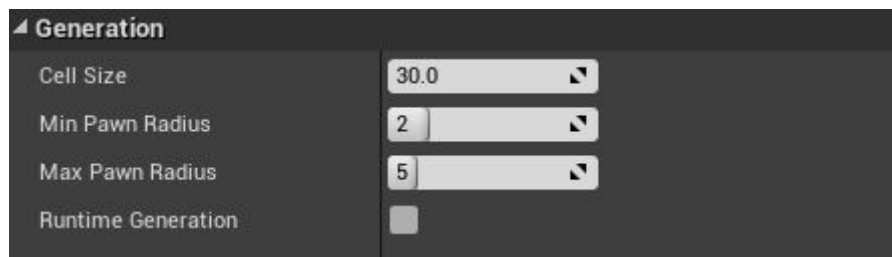 Generation
Cell Size 30.0
Min Pawn Radius 2
Max Pawn Radius 5
Runtime Generation